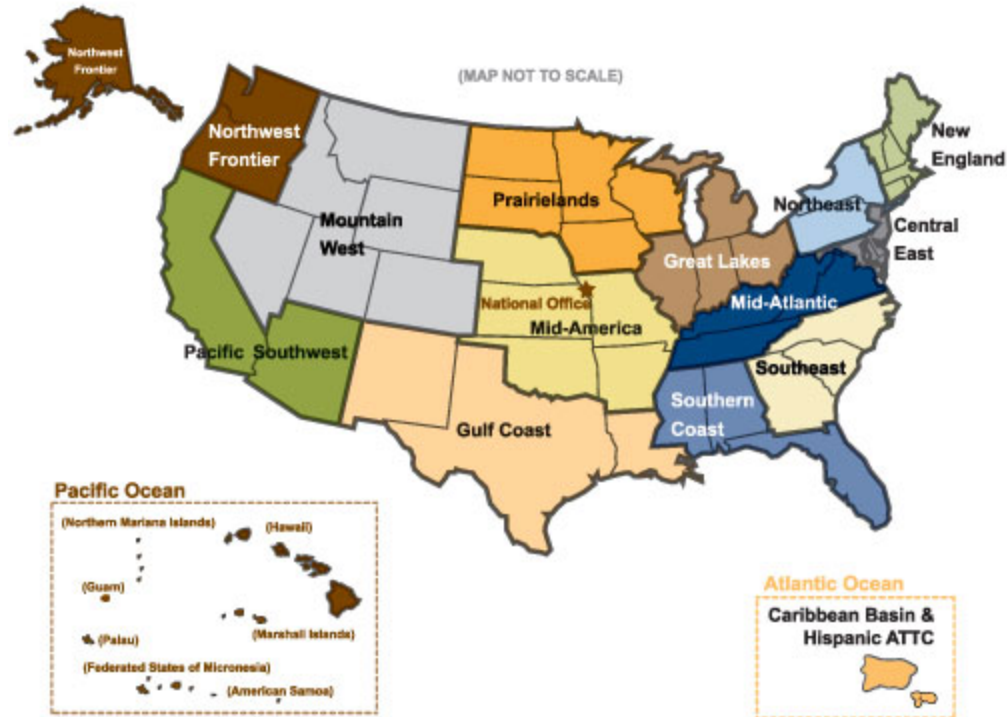 Northwest
Frontier
(MAP NOT TO SCALE)
Northwest
Frontier
New
England
Prairielands
Northeast
Mountain
West
Central
East
Great Lakes
National Office
Mid-Atlantic
Mid-America
Pacific Southwest
Southeast
Southern
Coast
Gulf Coast
Pacific Ocean
(Northern Mariana Islands)
(Hawaii)
(Guam)
(Marshall Islands)
(Palau)
(Federated States of Micronesia)
(American Samoa)
Atlantic Ocean
Caribbean Basin &
Hispanic ATTC